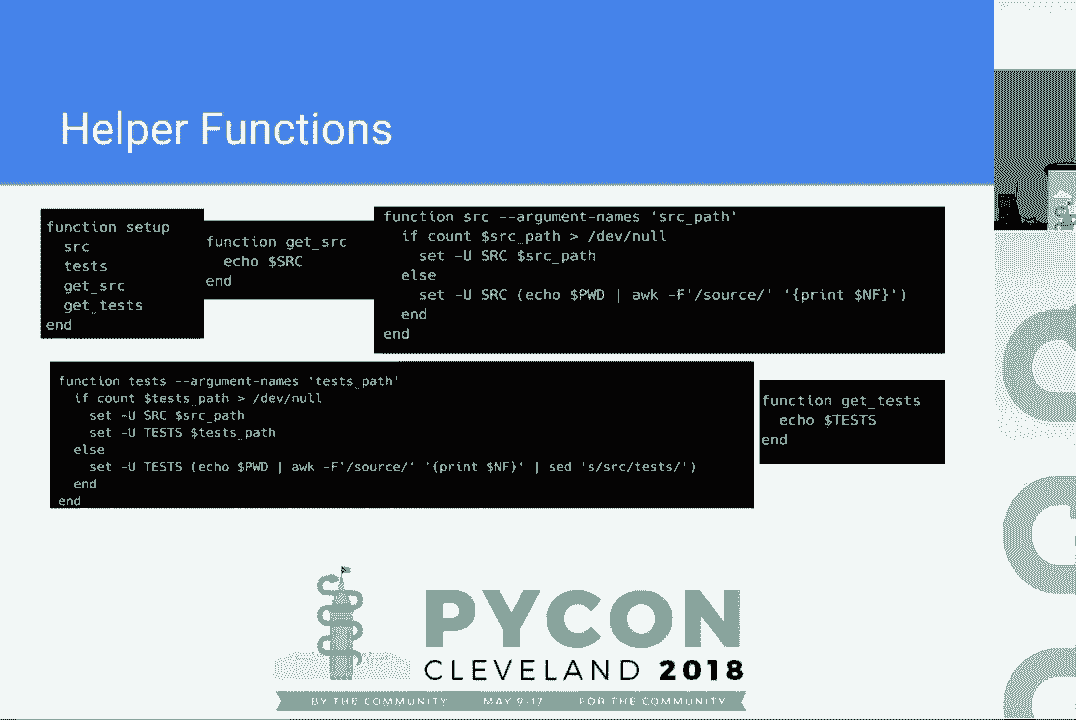 Helper Functions
function setup
  src
  tests
  get_src
  get_tests
end
function get_src
  echo $SRC
end
function src --argument-names 'src_path'
  if count $src_path > /dev/null
    set -U SRC $src_path
  else
    set -U SRC (echo $PWD | awk -F'/source/' '{print $NF}')
  end
end
function tests --argument-names 'tests_path'
  if count $tests_path > /dev/null
    set -U SRC $src_path
    set -U TESTS $tests_path
  else
    set -U TESTS (echo $PWD | awk -F'/source/' '{print $NF}' | sed 's/src/tests/')
  end
end
function get_tests
  echo $TESTS
end
PYCON
CLEVELAND 2018
BY THE COMMUNITY MAY 9-17 FOR THE COMMUNITY